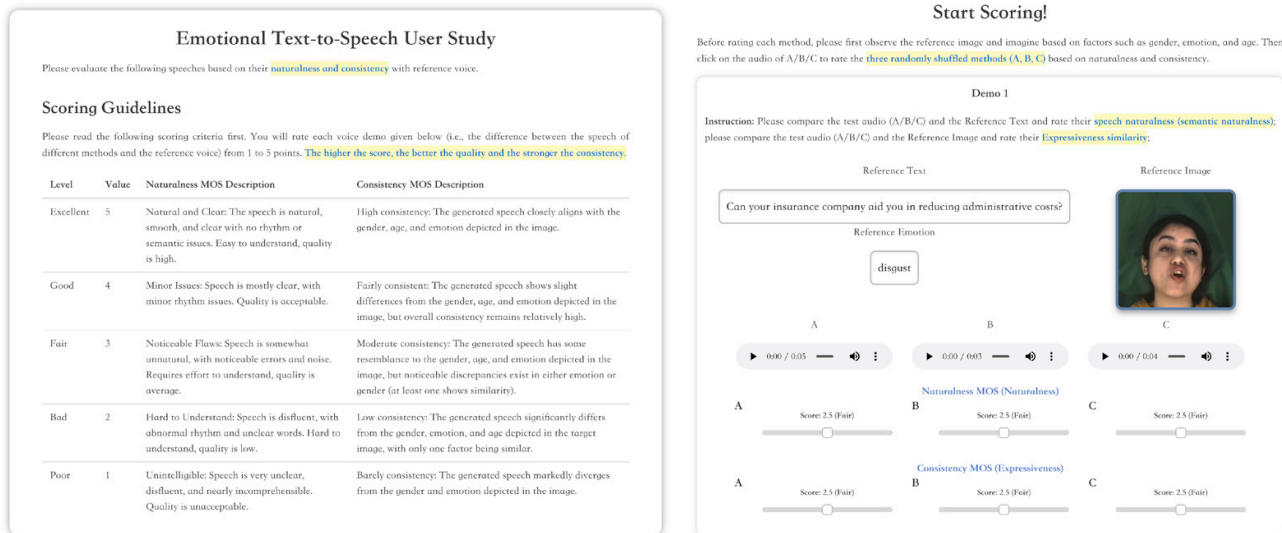 Emotional Text-to-Speech User Study
Please evaluate the following speeches based on their naturalness and consistency with reference voice.
Scoring Guidelines
Please read the following scoring criteria first. You will rate each voice demo given below (i.e., the difference between the speech of
different methods and the reference voice) from 1 to 5 points. The higher the score, the better the quality and the stronger the consistency.
Level Value Naturalness MOS Description Consistency MOS Description
Excellent 5 Natural and Clear: The speech is natural, High consistency: The generated speech closely aligns with the
smooth, and clear with no rhythm or gender, age, and emotion depicted in the image.
semantic issues. Easy to understand, quality
is high.
Good 4 Minor Issues: Speech is mostly clear, with Fairly consistent: The generated speech shows slight
minor rhythm issues. Quality is acceptable. differences from the gender, age, and emotion depicted in the
image, but overall consistency remains relatively high.
Fair 3 Noticeable Flaws: Speech is somewhat Moderate consistency: The generated speech has some
unnatural, with noticeable errors and noise. resemblance to the gender, age, and emotion depicted in the
Requires effort to understand, quality is image, but noticeable discrepancies exist in either emotion or
average. gender (at least one shows similarity).
Bad 2 Hard to Understand: Speech is disfluent, with Low consistency: The generated speech significantly differs
abnormal rhythm and unclear words. Hard to from the gender, emotion, and age depicted in the target
understand, quality is low. image, with only one factor being similar.
Poor 1 Unintelligible: Speech is very unclear, Barely consistency: The generated speech markedly diverges
disfluent, and nearly incomprehensible. from the gender and emotion depicted in the image.
Quality is unacceptable.
Start Scoring!
Before rating each method, please first observe the reference image and imagine based on factors such as gender, emotion, and age. Then
click on the audio of A/B/C to rate the three randomly shuffled methods (A, B, C) based on naturalness and consistency.
Demo 1
Instruction: Please compare the test audio (A/B/C) and the Reference Text and rate their speech naturalness (semantic naturalness);
please compare the test audio (A/B/C) and the Reference Image and rate their Expressiveness similarity;
Reference Text Reference Image
Can your insurance company aid you in reducing administrative costs?
Reference Emotion
disgust
A B C
0:00 / 0:05 0:00 / 0:03 0:00 / 0:04
Naturalness MOS (Naturalness)
A B C
Score: 2.5 (Fair) Score: 2.5 (Fair) Score: 2.5 (Fair)
Consistency MOS (Expressiveness)
A B C
Score: 2.5 (Fair) Score: 2.5 (Fair) Score: 2.5 (Fair)